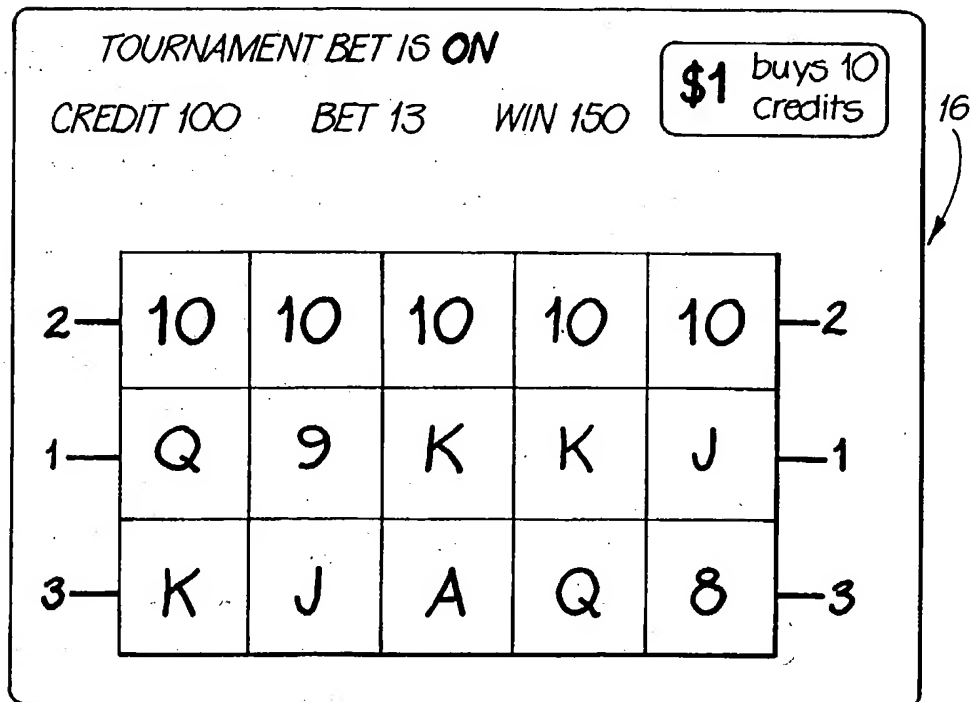 TOURNAMENT BET IS ON
$1 buys 10
credits
CREDIT 100 BET 13 WIN 150
16
2 10 10 10 10 10 2
1 Q 9 K K J 1
3 K J A Q 8 3